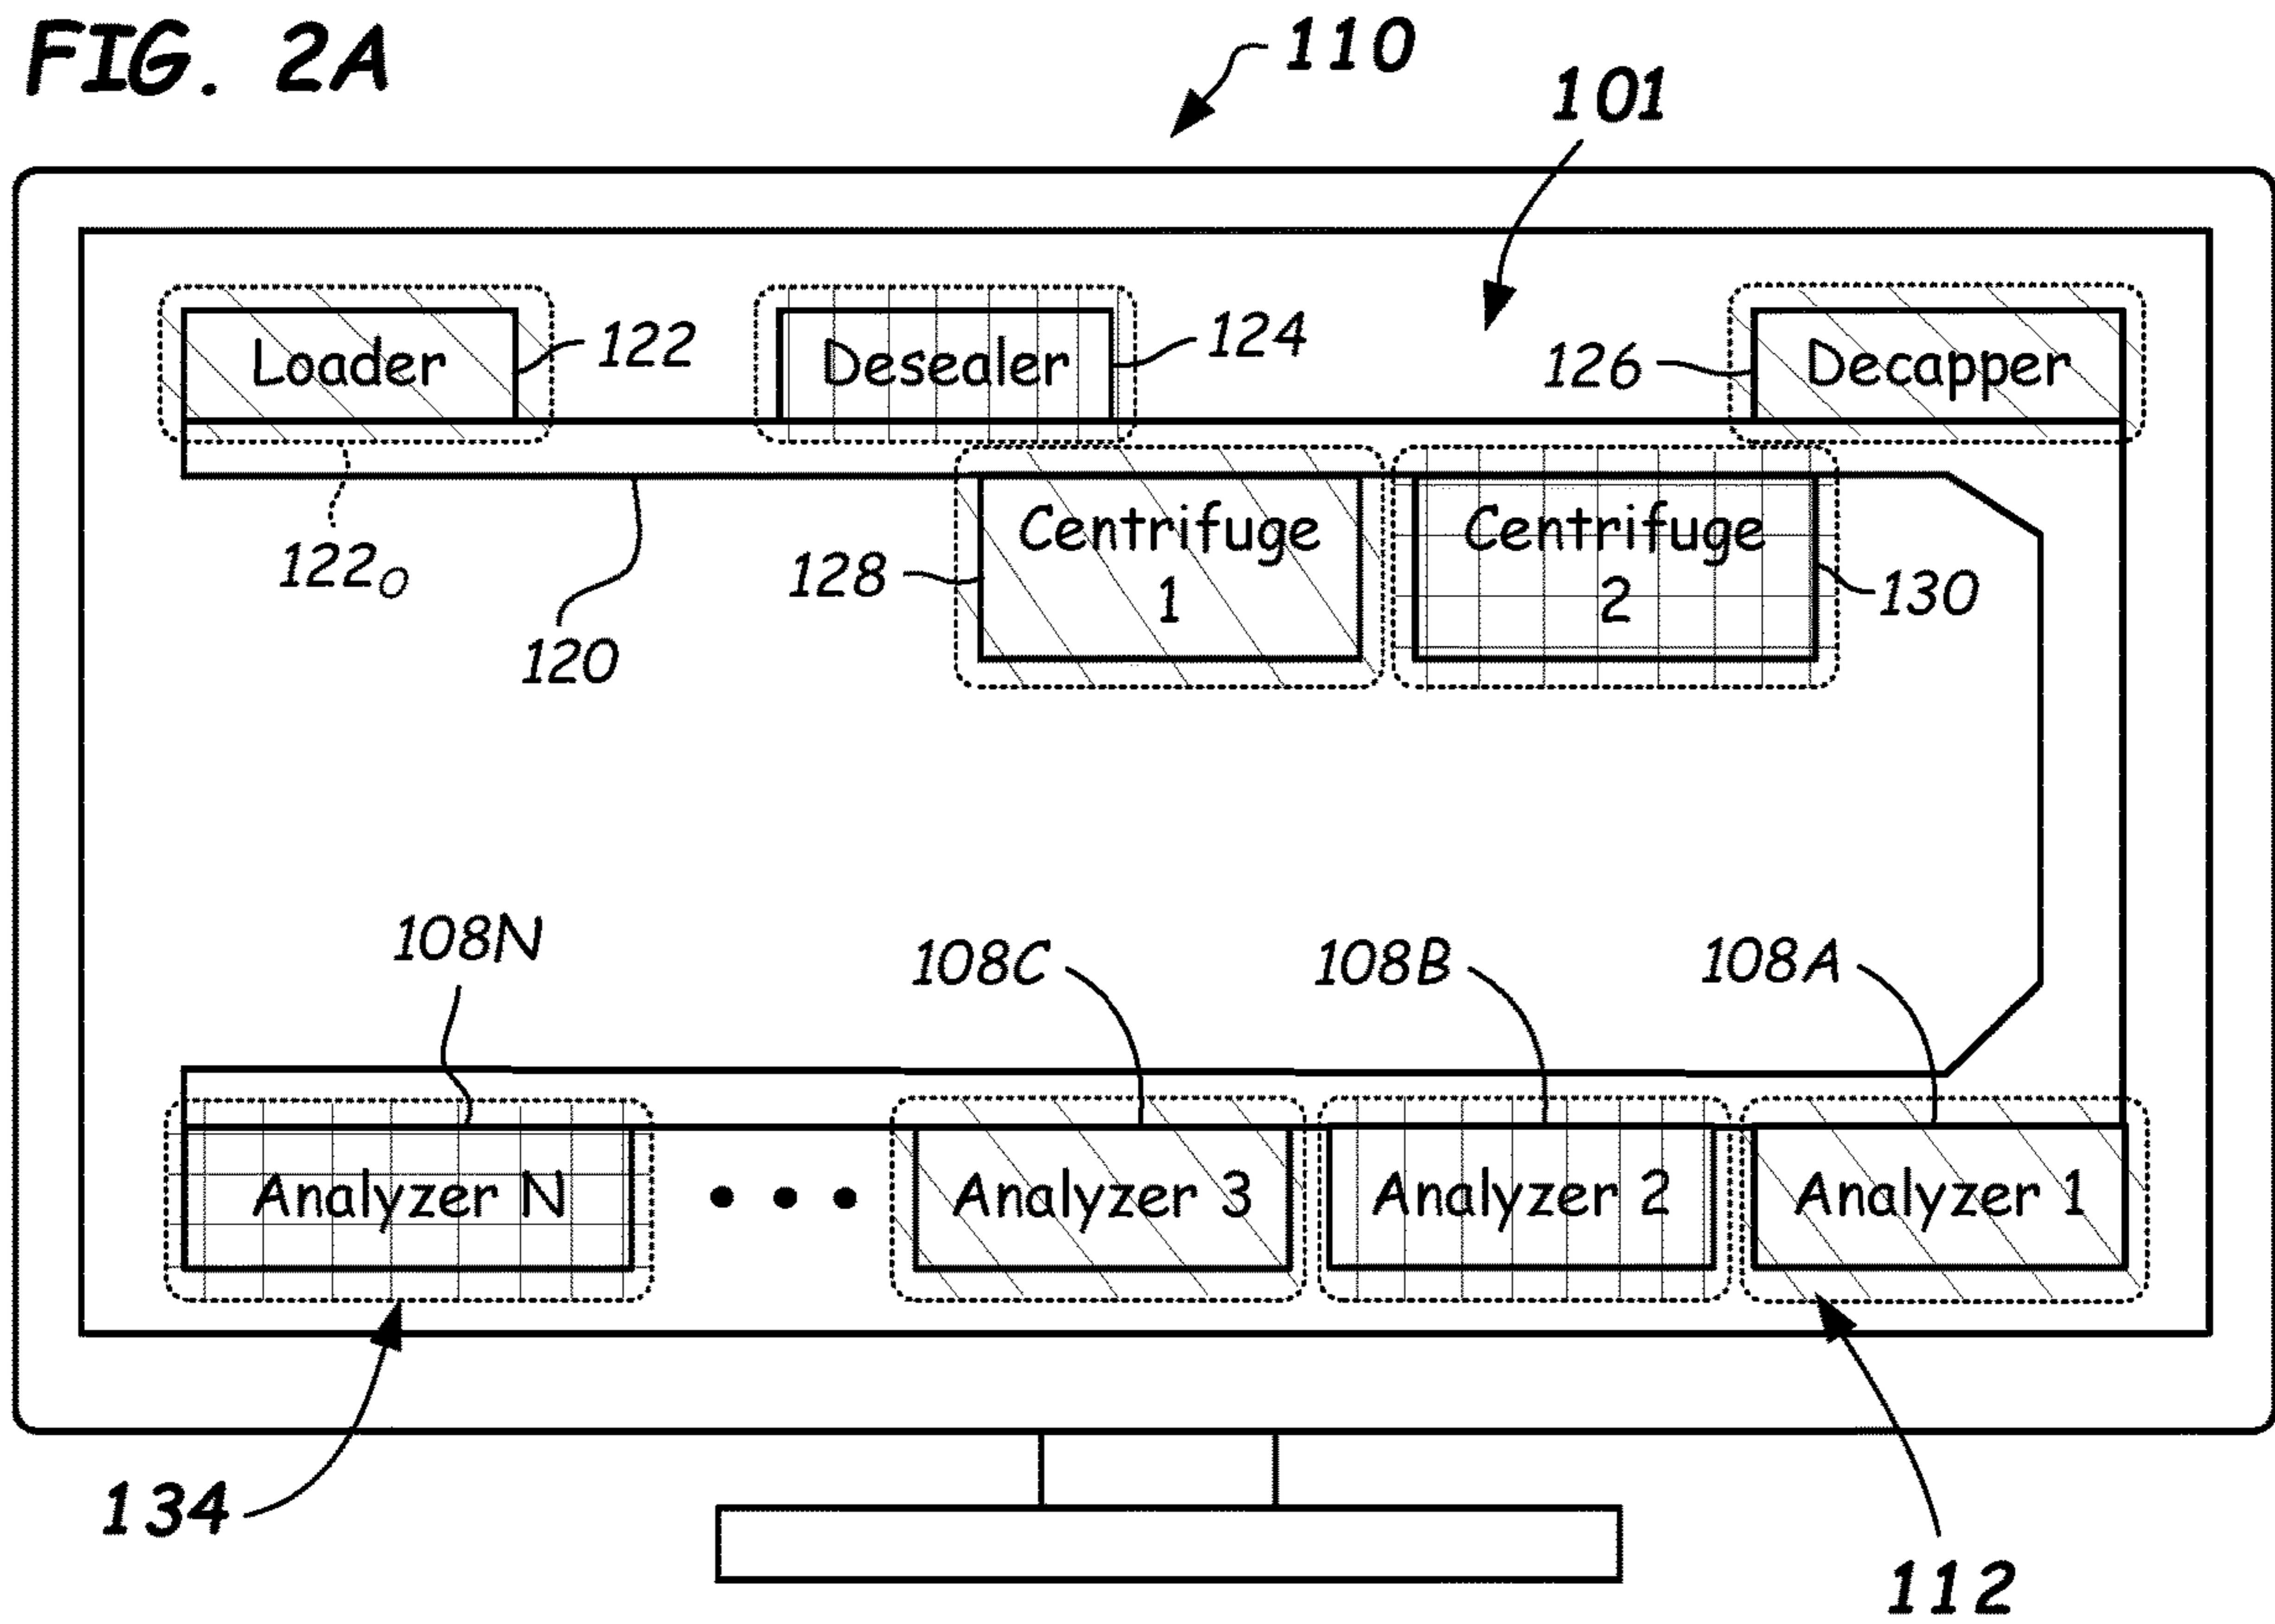 FIG. 2A
110
101
Loader
122
Desealer
124
126
Decapper
122O
120
128
Centrifuge
1
Centrifuge
2
130
108N
108C
108B
108A
Analyzer N
Analyzer 3
Analyzer 2
Analyzer 1
134
112